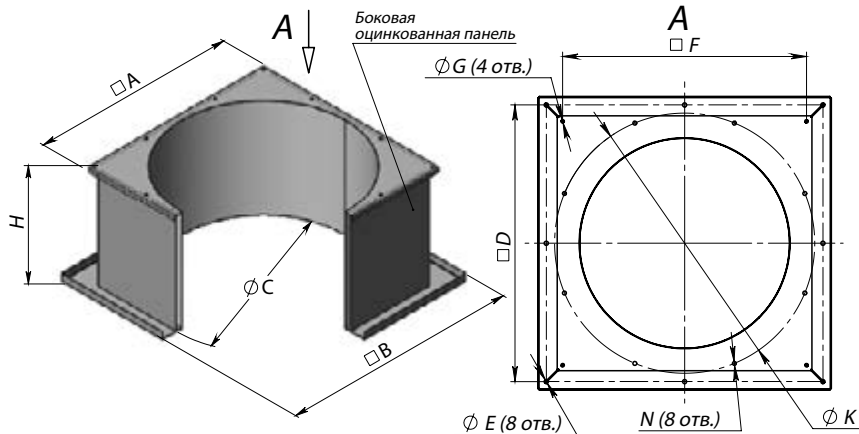 A
Боковая
оцинкованная панель
□ A
H
Ø C
□ B
A
□ F
Ø G (4 отв.)
□ D
Ø E (8 отв.)
N (8 отв.)
Ø K